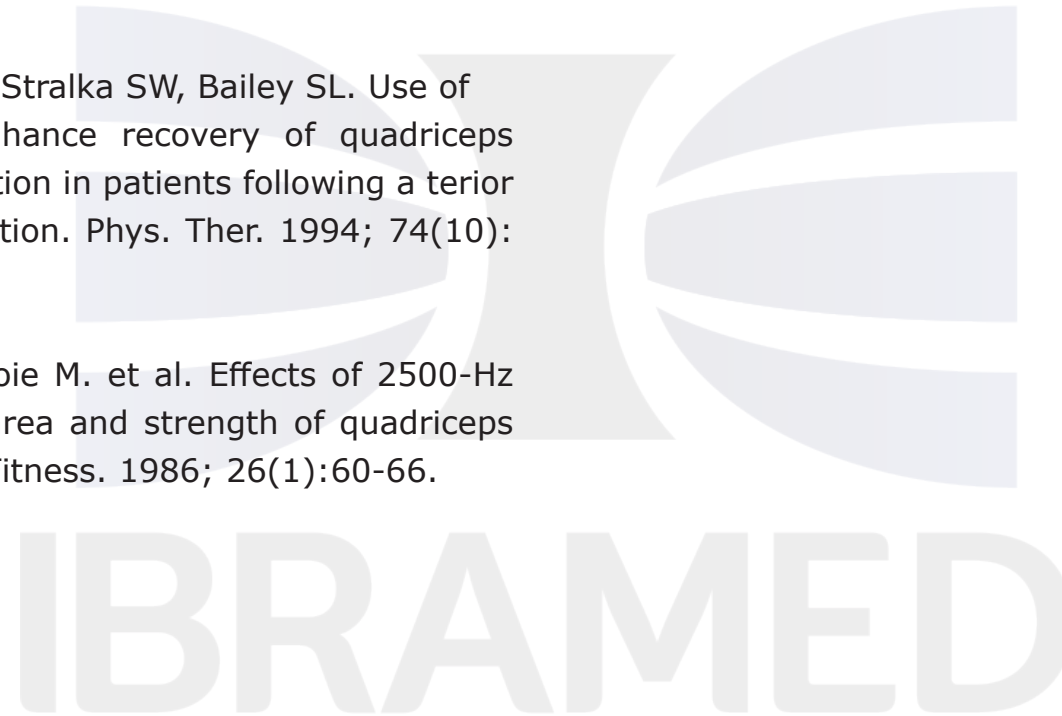 Stralka SW, Bailey SL. Use of
hance recovery of quadriceps
tion in patients following a terior
tion. Phys. Ther. 1994; 74(10):
oie M. et al. Effects of 2500-Hz
rea and strength of quadriceps
itness. 1986; 26(1):60-66.
IBRAMED